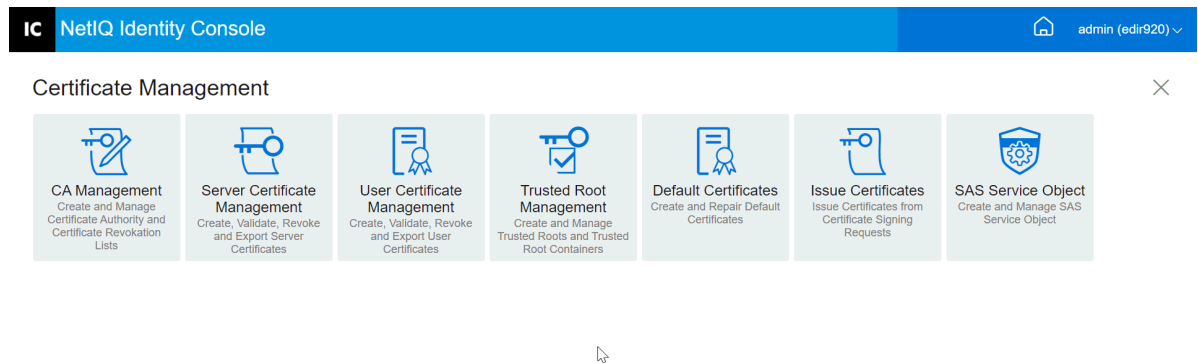 IC NetIQ Identity Console admin (edir920)
Certificate Management
CA Management
Create and Manage
Certificate Authority and
Certificate Revokation
Lists
Server Certificate
Management
Create, Validate, Revoke
and Export Server
Certificates
User Certificate
Management
Create, Validate, Revoke
and Export User
Certificates
Trusted Root
Management
Create and Manage
Trusted Roots and Trusted
Root Containers
Default Certificates
Create and Repair Default
Certificates
Issue Certificates
Issue Certificates from
Certificate Signing
Requests
SAS Service Object
Create and Manage SAS
Service Object